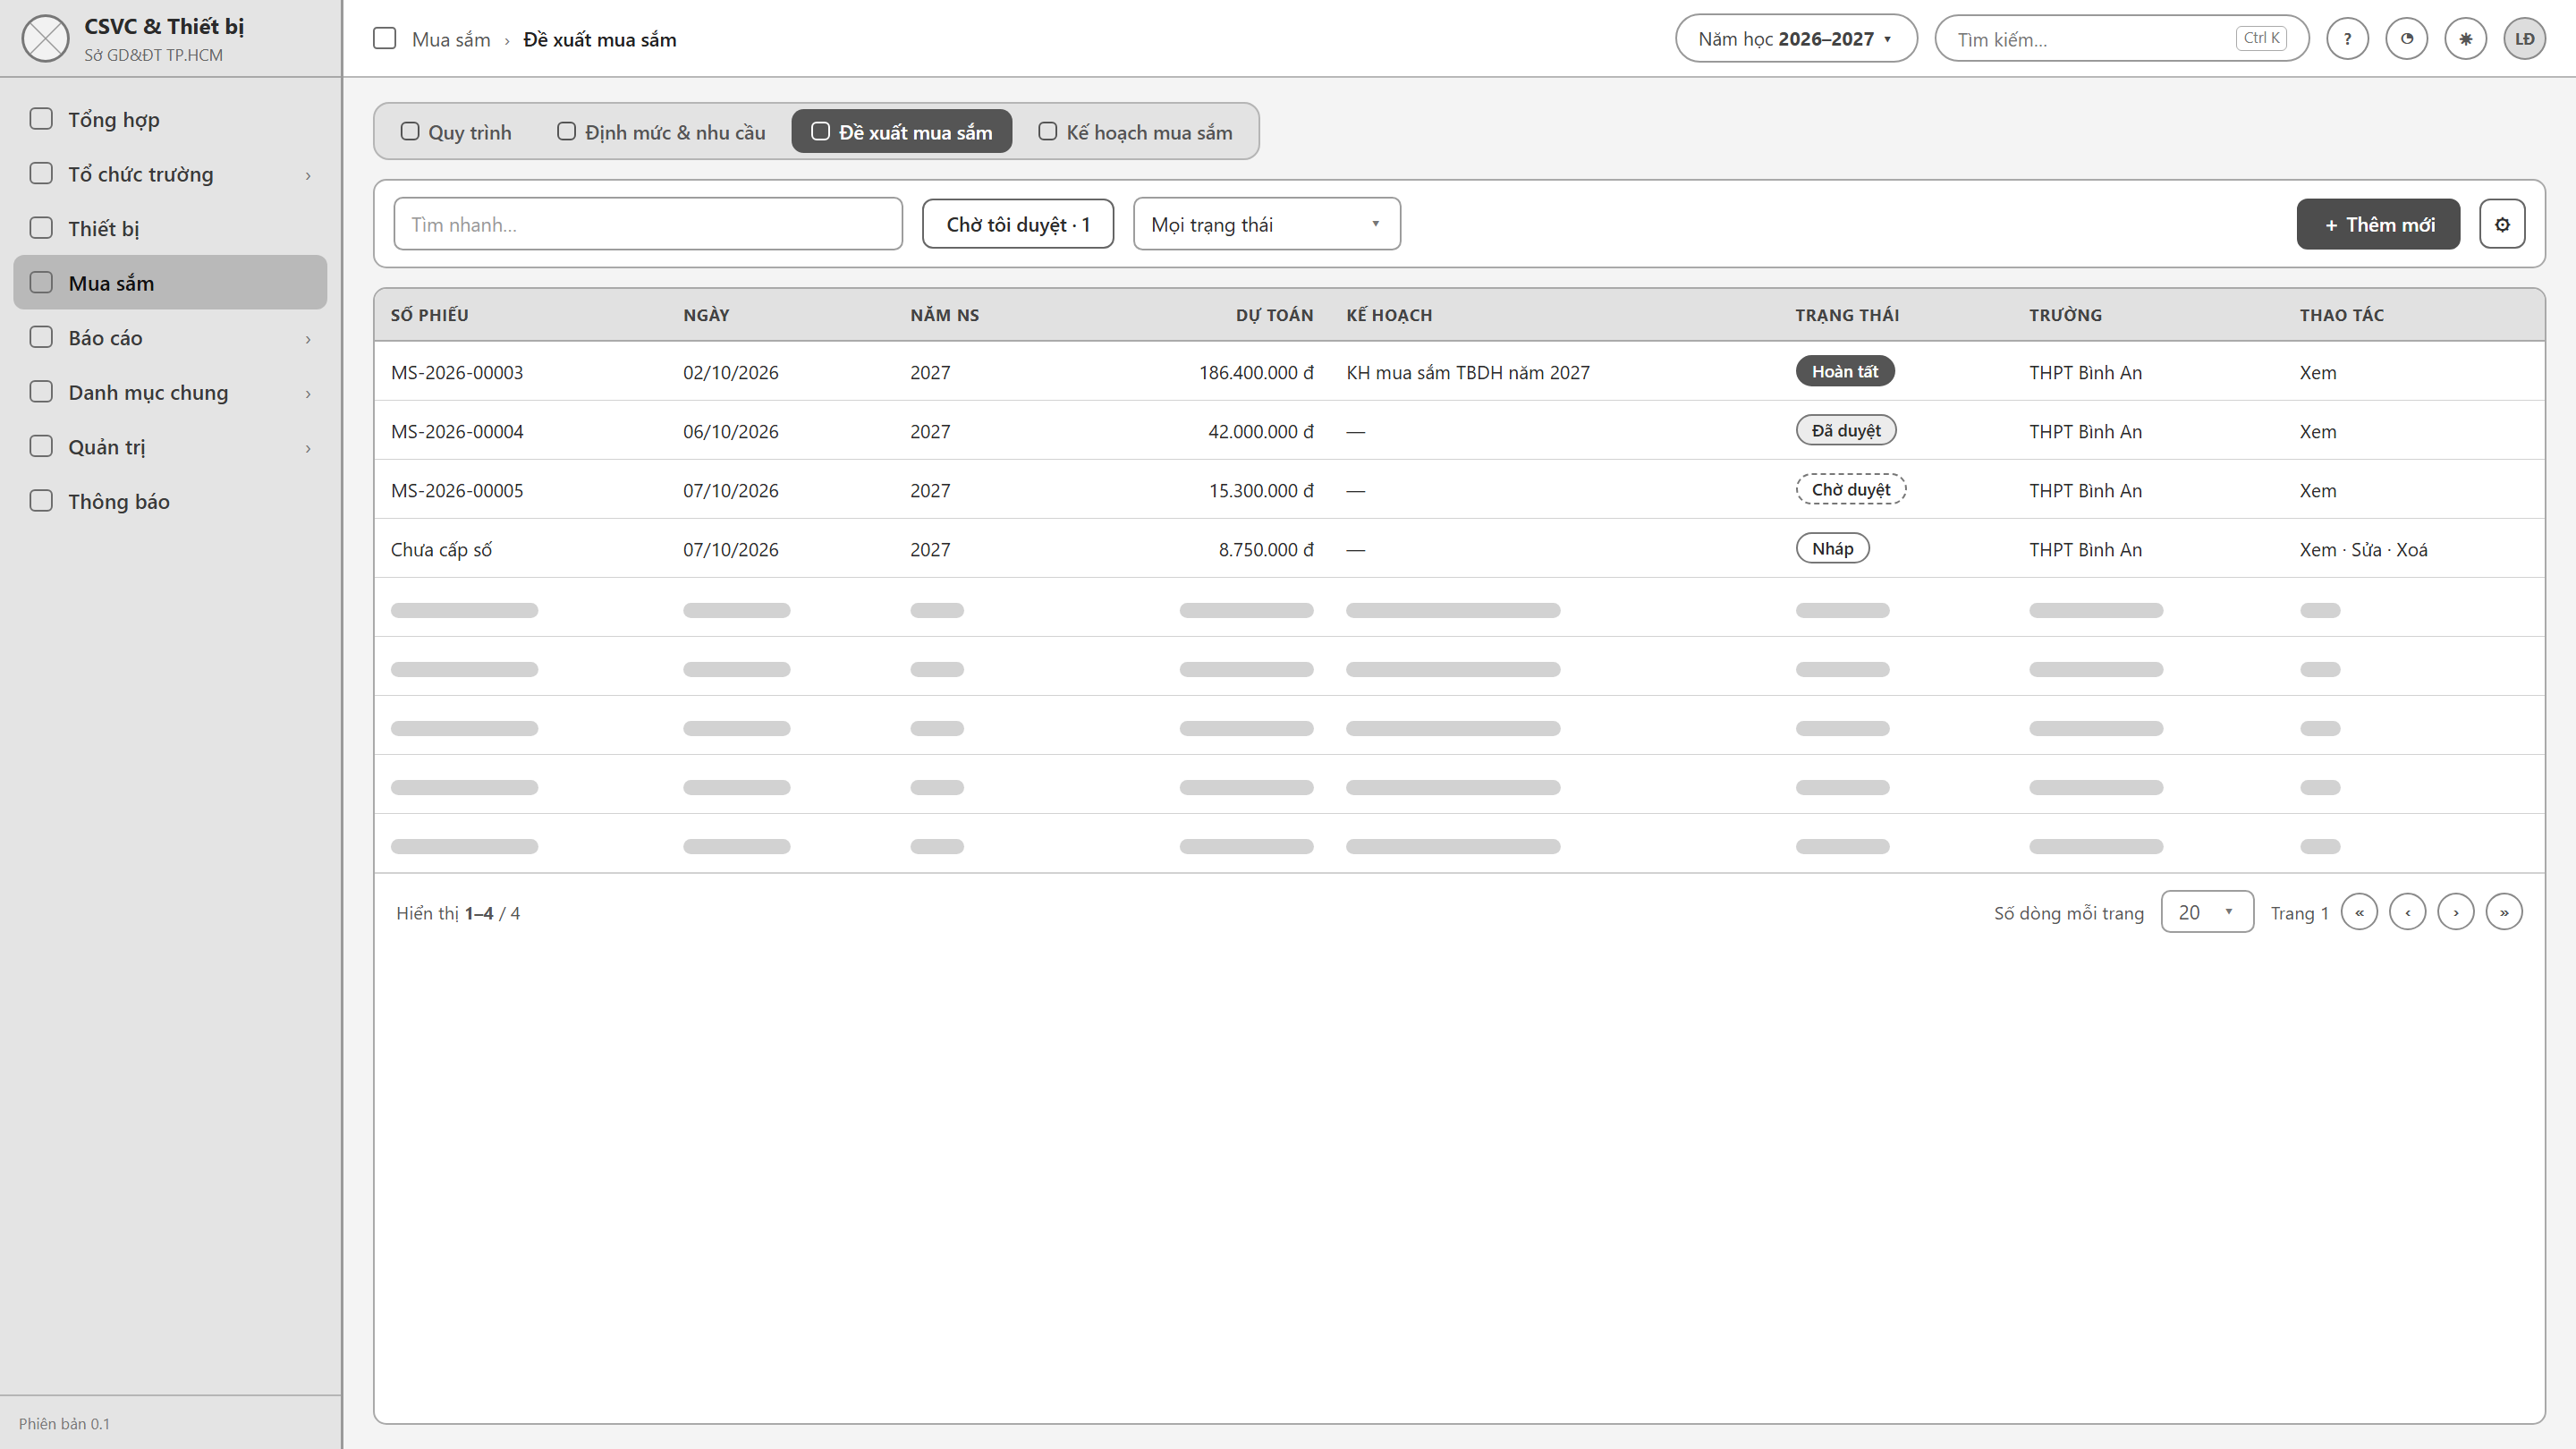 CSVC & Thiết bị
Sở GD&ĐT TP.HCM
Mua sắm › Đề xuất mua sắm
Năm học 2026–2027 ▾
Tìm kiếm... Ctrl K
?
LĐ
Tổng hợp
Tổ chức trường ›
Thiết bị
Mua sắm
Báo cáo ›
Danh mục chung ›
Quản trị ›
Thông báo
Phiên bản 0.1
Quy trình Định mức & nhu cầu Đề xuất mua sắm Kế hoạch mua sắm
Tìm nhanh... Chờ tôi duyệt · 1 Mọi trạng thái ▾ + Thêm mới
SỐ PHIẾU NGÀY NĂM NS DỰ TOÁN KẾ HOẠCH TRẠNG THÁI TRƯỜNG THAO TÁC
MS-2026-00003 02/10/2026 2027 186.400.000 đ KH mua sắm TBDH năm 2027 Hoàn tất THPT Bình An Xem
MS-2026-00004 06/10/2026 2027 42.000.000 đ — Đã duyệt THPT Bình An Xem
MS-2026-00005 07/10/2026 2027 15.300.000 đ — Chờ duyệt THPT Bình An Xem
Chưa cấp số 07/10/2026 2027 8.750.000 đ — Nháp THPT Bình An Xem · Sửa · Xoá
Hiển thị 1–4 / 4 Số dòng mỗi trang 20 ▾ Trang 1 « ‹ › »